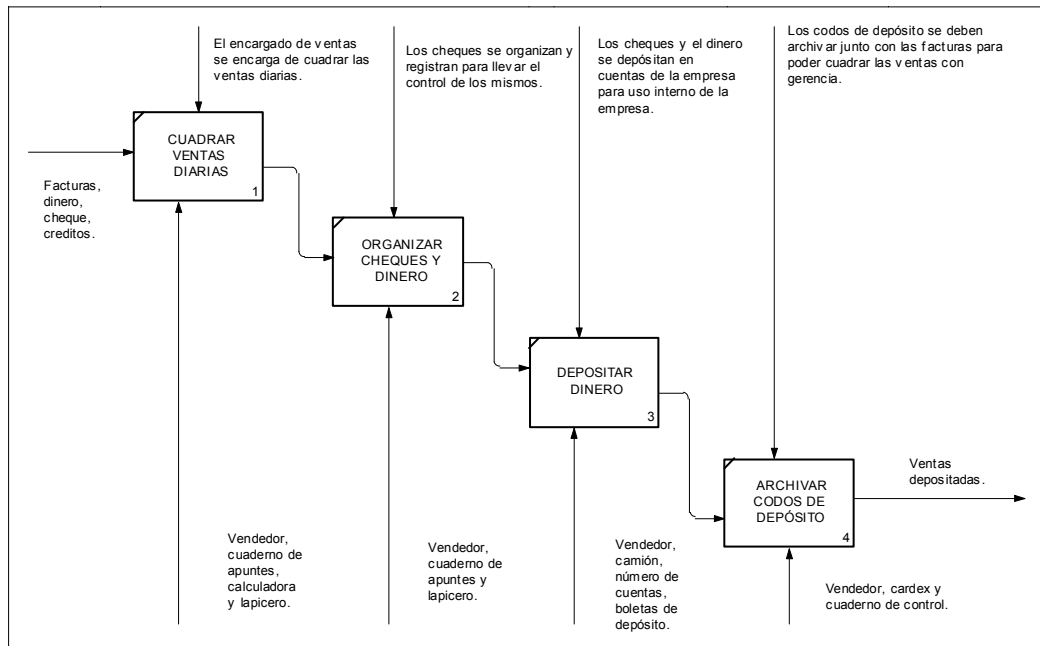 El encargado de ventas
se encarga de cuadrar las
ventas diarias.
Los cheques se organizan y
registran para llevar el
control de los mismos.
Los cheques y el dinero
se depósitan en
cuentas de la empresa
para uso interno de la
empresa.
Los codos de depósito se deben
archivar junto con las facturas para
poder cuadrar las ventas con
gerencia.
CUADRAR
VENTAS
DIARIAS
1
Facturas,
dinero,
cheque,
creditos.
ORGANIZAR
CHEQUES Y
DINERO
2
DEPOSITAR
DINERO
3
ARCHIVAR
CODOS DE
DEPÓSITO
4
Ventas
depositadas.
Vendedor,
cuaderno de
apuntes,
calculadora
y lapicero.
Vendedor,
cuaderno de
apuntes y
lapicero.
Vendedor,
camión,
número de
cuentas,
boletas de
depósito.
Vendedor, cardex y
cuaderno de control.